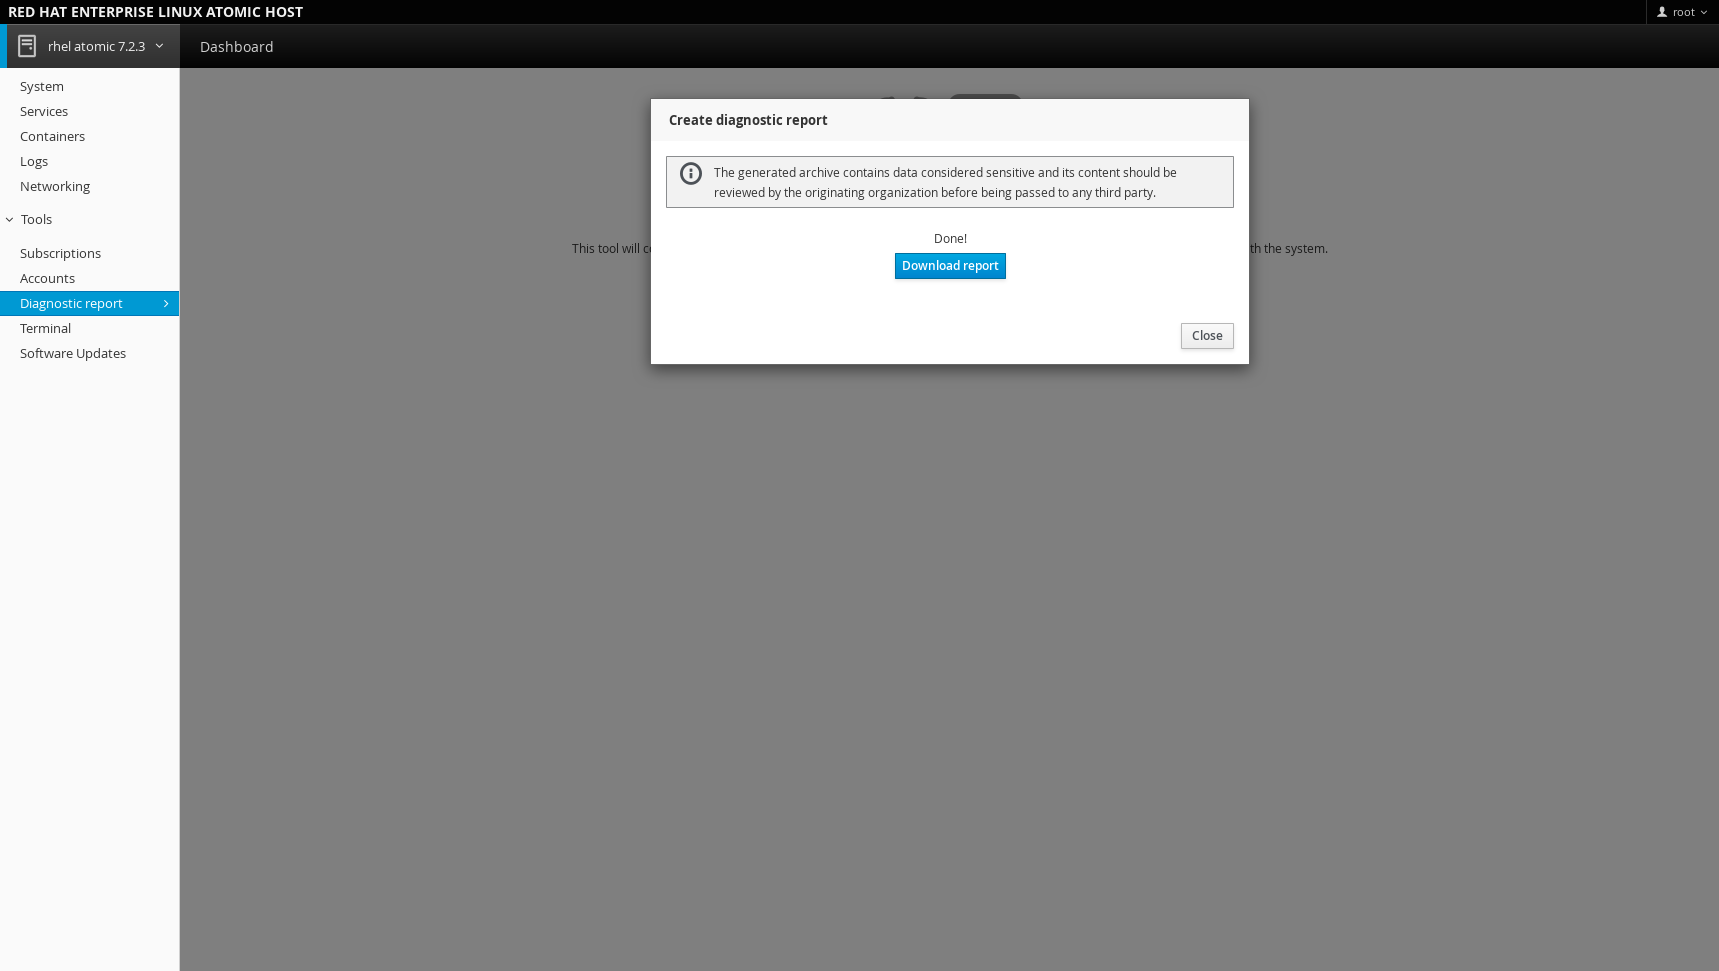 RED HAT ENTERPRISE LINUX ATOMIC HOST
root
rhel atomic 7.2.3
Dashboard
System
Services
Containers
Logs
Networking
Tools
Subscriptions
Accounts
Diagnostic report
Terminal
Software Updates
Create diagnostic report
The generated archive contains data considered sensitive and its content should be
reviewed by the originating organization before being passed to any third party.
This tool will
th the system.
Done!
Download report
Close